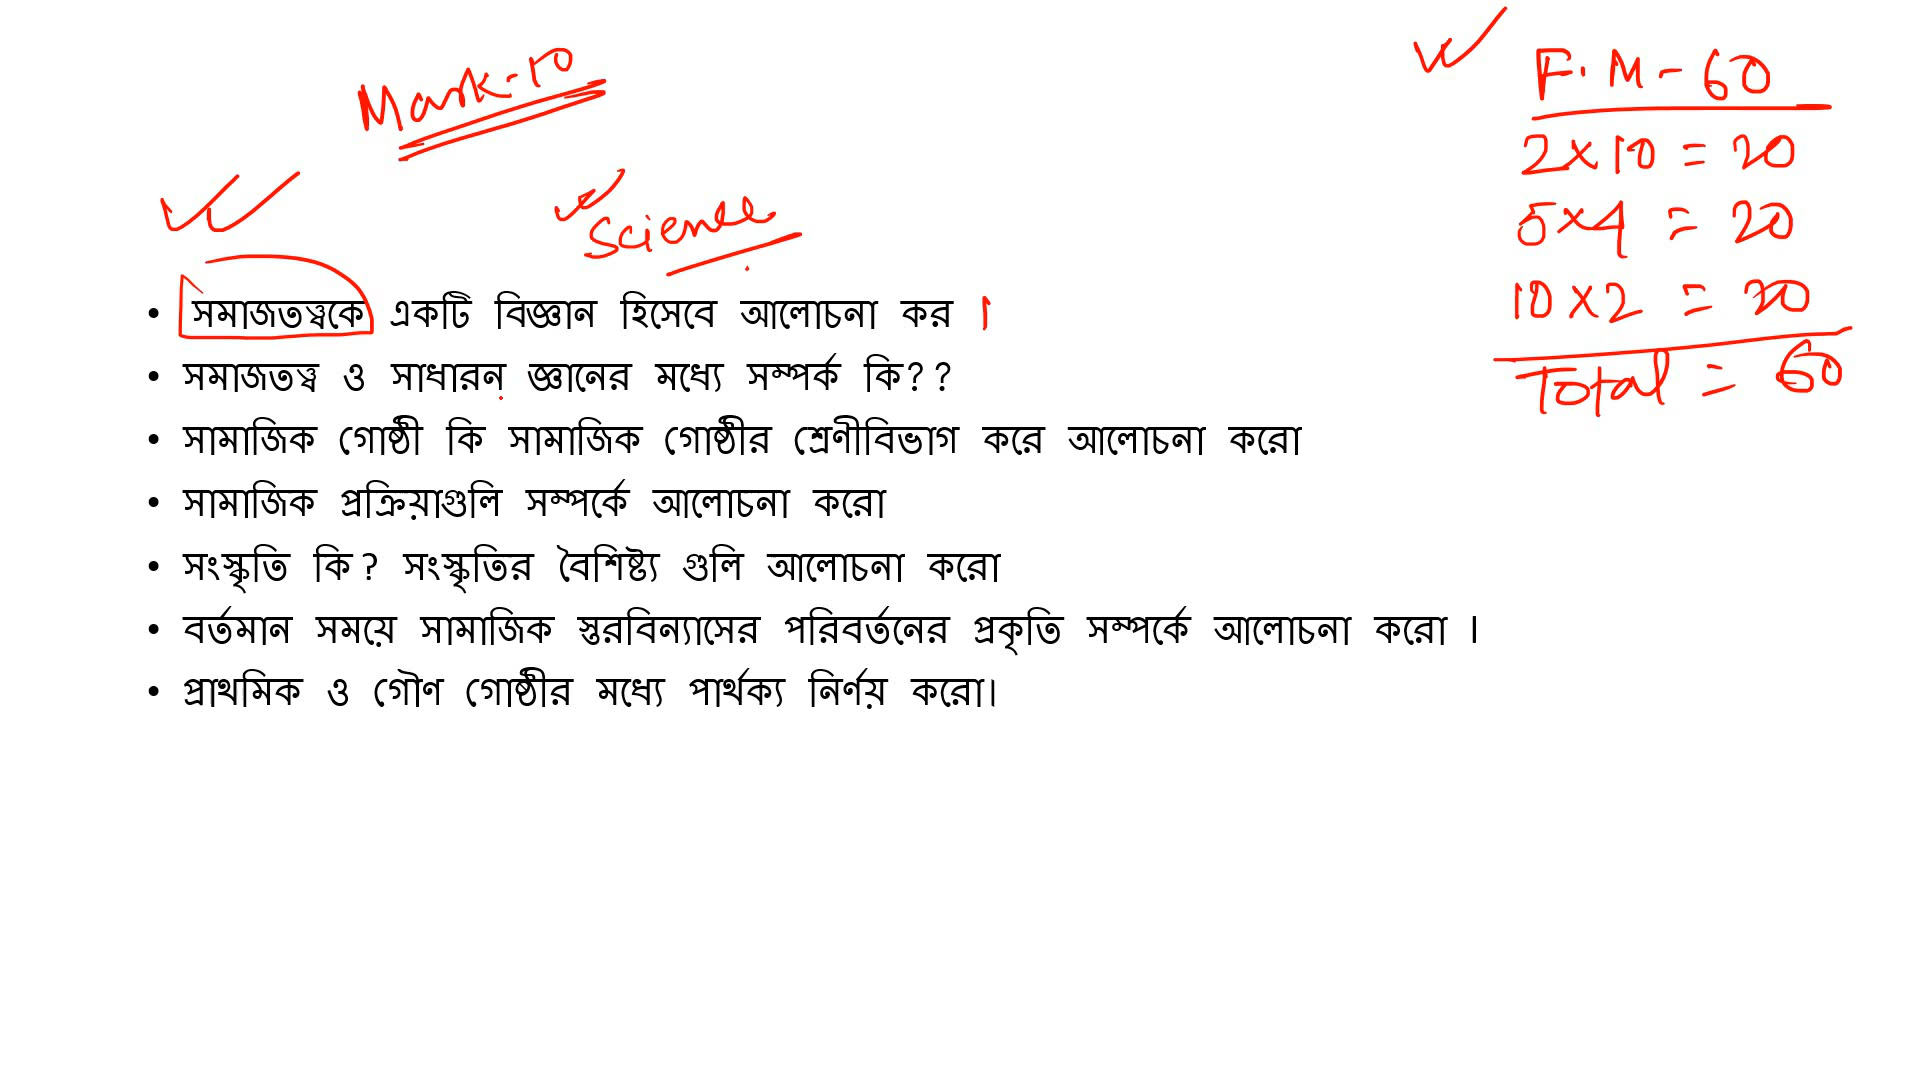 Mark-10
Science
• সমাজতত্ত্বকে একটি বিজ্ঞান হিসেবে আলোচনা কর ।
• সমাজতত্ত্ব ও সাধারন জ্ঞানের মধ্যে সম্পর্ক কি? ?
• সামাজিক গোষ্ঠী কি সামাজিক গোষ্ঠীর শ্রেণীবিভাগ করে আলোচনা করো
• সামাজিক প্রক্রিয়াগুলি সম্পর্কে আলোচনা করো
• সংস্কৃতি কি ? সংস্কৃতির বৈশিষ্ট্য গুলি আলোচনা করো
• বর্তমান সময়ে সামাজিক স্তরবিন্যাসের পরিবর্তনের প্রকৃতি সম্পর্কে আলোচনা করো ।
• প্রাথমিক ও গৌণ গোষ্ঠীর মধ্যে পার্থক্য নির্ণয় করো।
F.M - 60
2x10 = 20
5x4 = 20
10x2 = 20
Total = 60